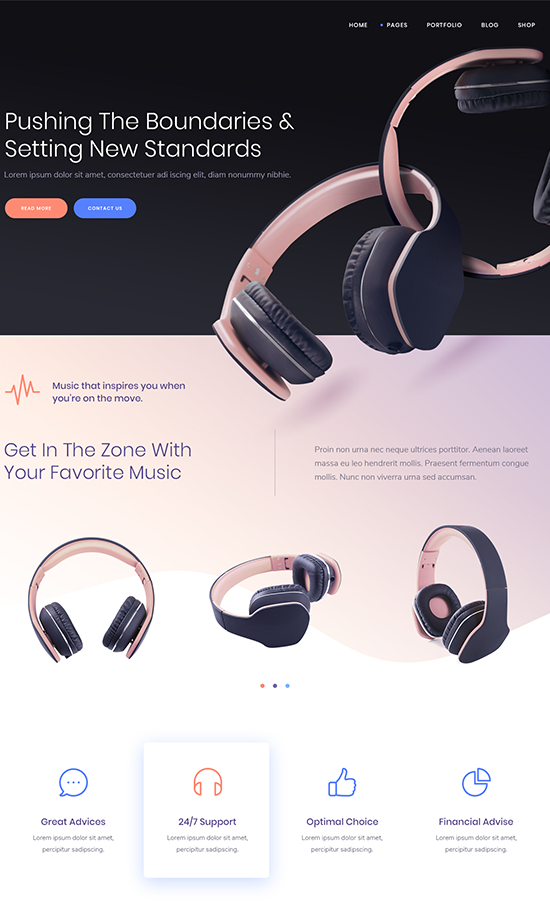 HOME PAGES PORTFOLIO BLOG SHOP
Pushing The Boundaries &
Setting New Standards
Lorem ipsum dolor sit amet, consectetuer adi iscing elit, diam nonummy nibhie.
READ MORE CONTACT US
Music that inspires you when
you're on the move.
Get In The Zone With
Your Favorite Music
Proin non urna nec neque ultrices porttitor. Aenean laoreet
massa eu leo hendrerit mollis. Praesent fermentum congue
mollis. Nunc non viverra urna sed accumsan.
Great Advices
Lorem ipsum dolor sit amet,
percipitur sadipscing.
24/7 Support
Lorem ipsum dolor sit amet,
percipitur sadipscing.
Optimal Choice
Lorem ipsum dolor sit amet,
percipitur sadipscing.
Financial Advise
Lorem ipsum dolor sit amet,
percipitur sadipscing.